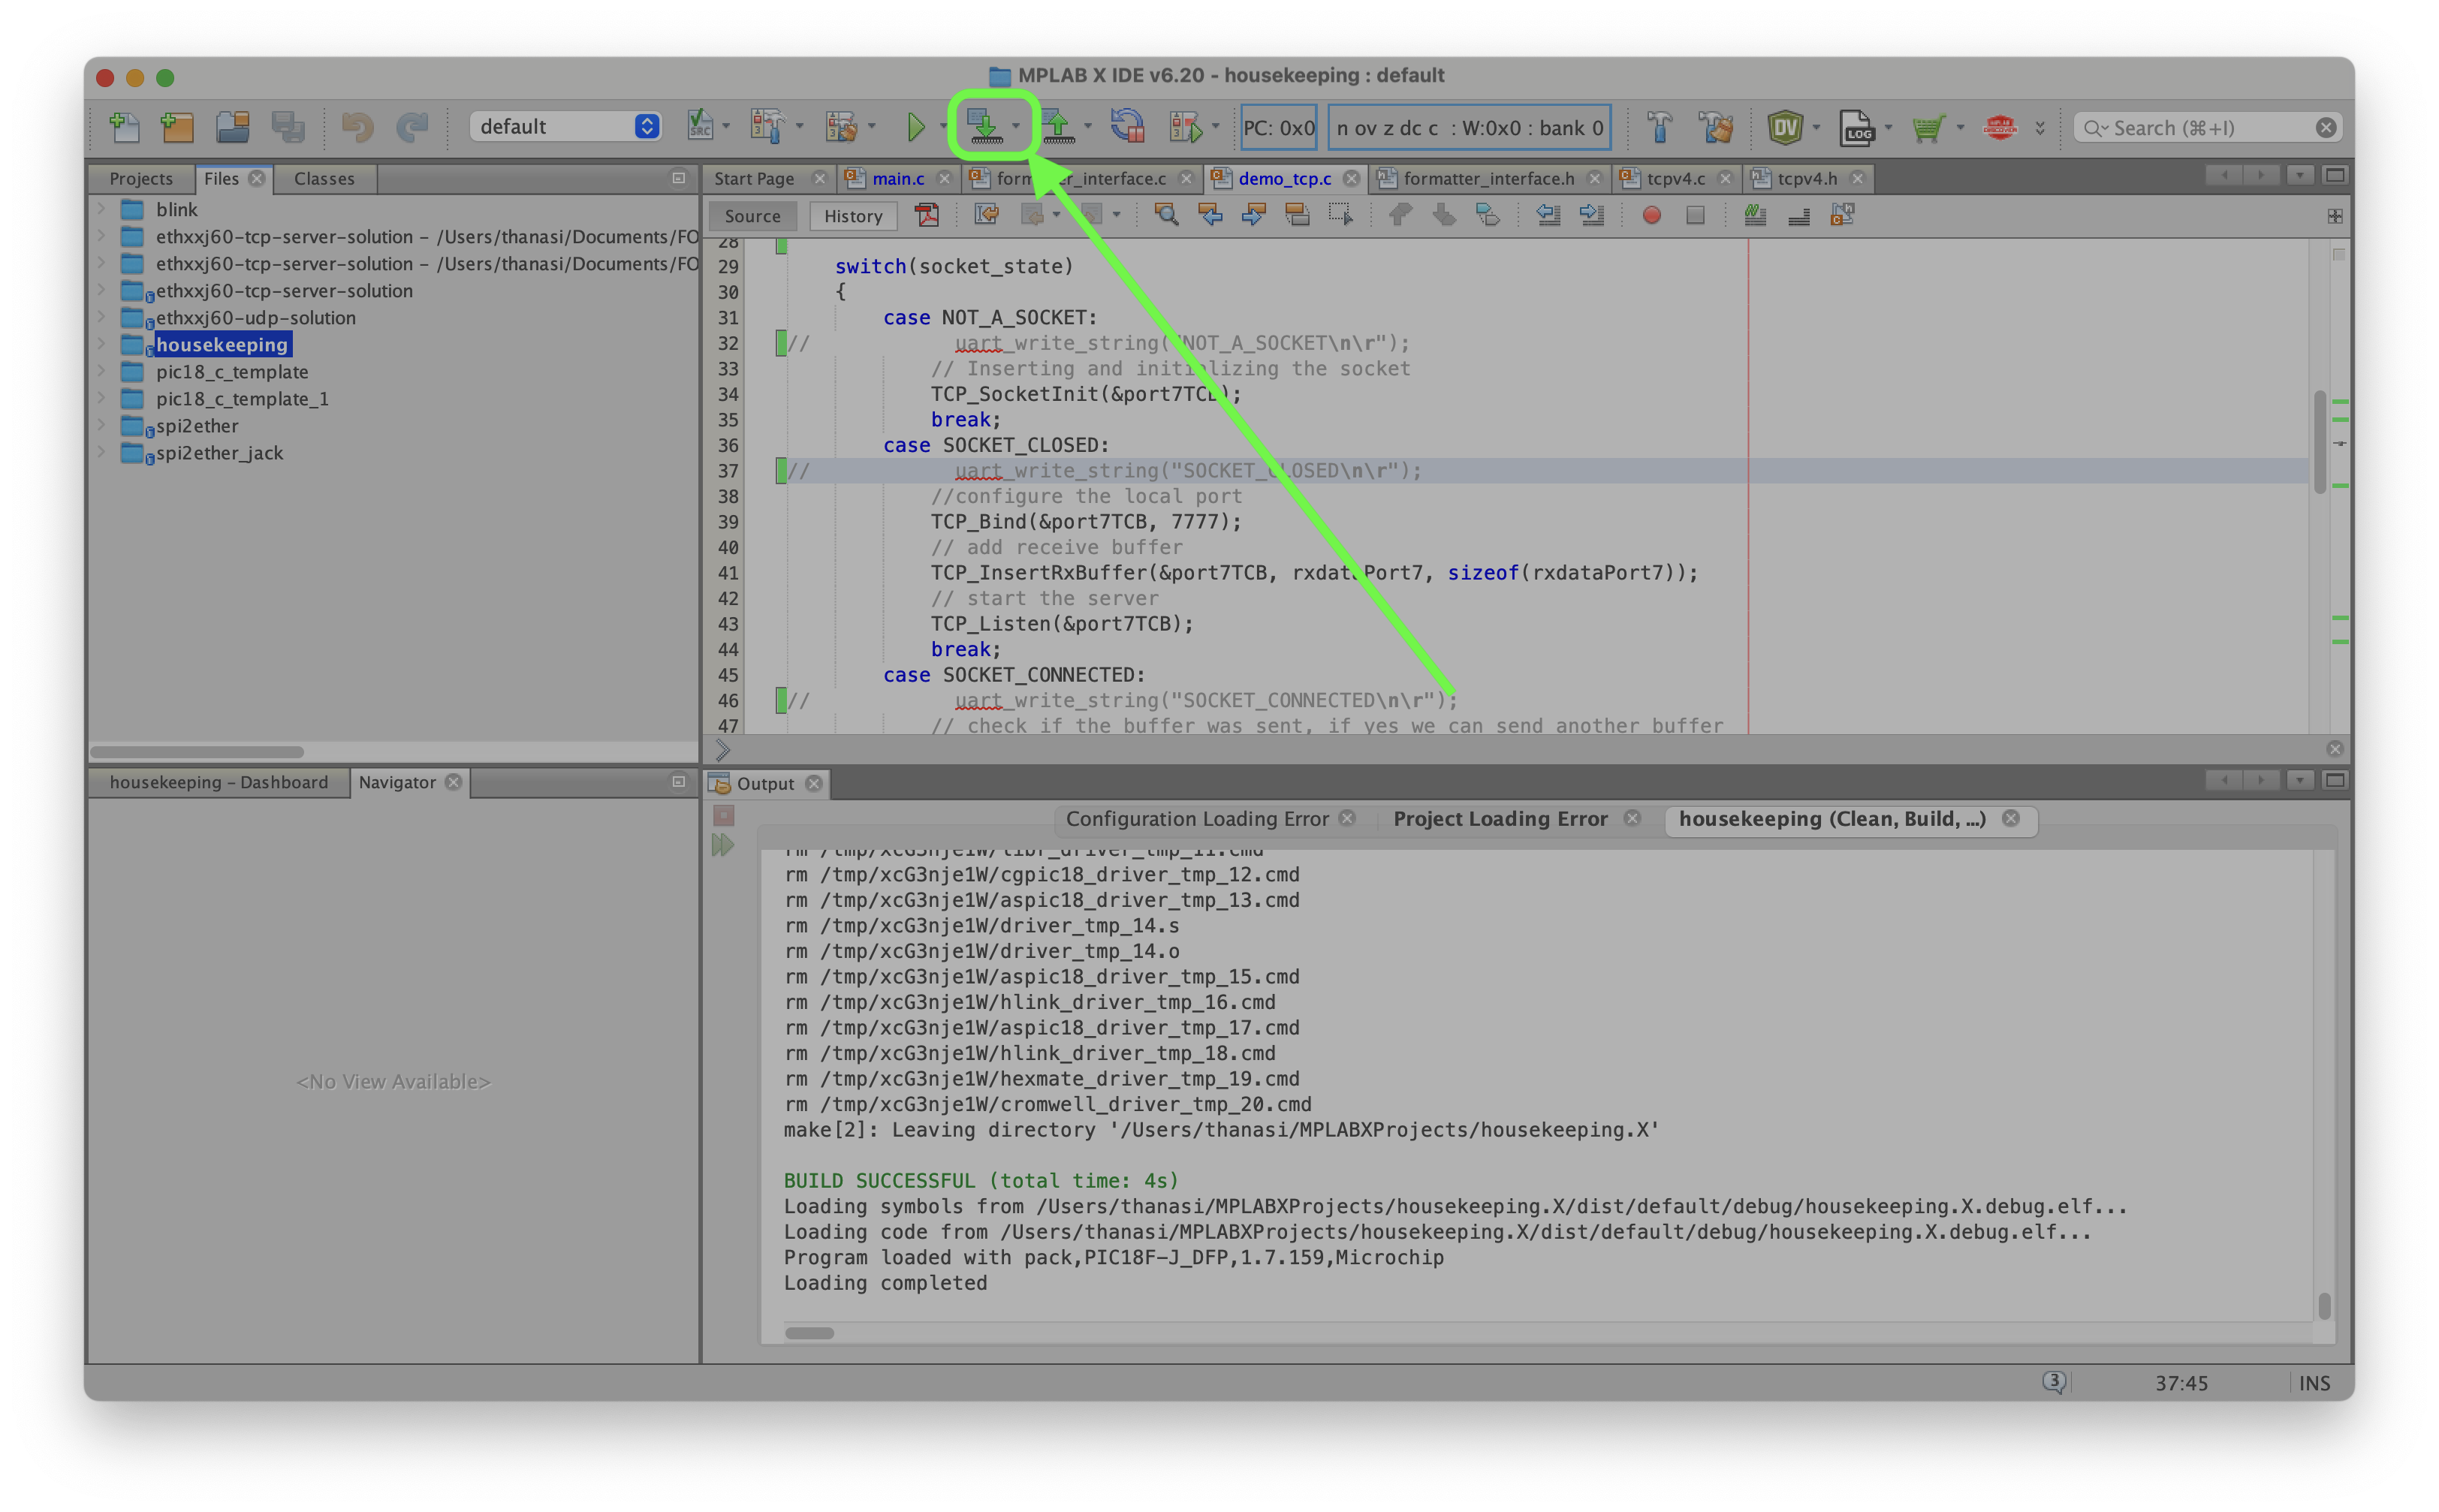 MPLAB X IDE v6.20 - housekeeping : default
default
SRC
PC: 0x0
n ov z dc c : W:0x0 : bank 0
DV
LOG
Search (⌘+I)
Projects
Files
Classes
Start Page
main.c
demo_tcp.c
formatter_interface.h
tcpv4.c
tcpv4.h
Source
History
blink
ethxxj60-tcp-server-solution – /Users/thanasi/Documents/FO
ethxxj60-tcp-server-solution – /Users/thanasi/Documents/FO
ethxxj60-tcp-server-solution
ethxxj60-udp-solution
housekeeping
pic18_c_template
pic18_c_template_1
spi2ether
spi2ether_jack
28
29 switch(socket_state)
30 {
31 case NOT_A_SOCKET:
32 // uart_write_string("NOT_A_SOCKET\n\r");
33 // Inserting and initializing the socket
34 TCP_SocketInit(&port7TCB);
35 break;
36 case SOCKET_CLOSED:
37 // uart_write_string("SOCKET_CLOSED\n\r");
38 //configure the local port
39 TCP_Bind(&port7TCB, 7777);
40 // add receive buffer
41 TCP_InsertRxBuffer(&port7TCB, rxdataPort7, sizeof(rxdataPort7));
42 // start the server
43 TCP_Listen(&port7TCB);
44 break;
45 case SOCKET_CONNECTED:
46 // uart_write_string("SOCKET_CONNECTED\n\r");
47 // check if the buffer was sent, if yes we can send another buffer
housekeeping – Dashboard
Navigator
<No View Available>
Output
Configuration Loading Error
Project Loading Error
housekeeping (Clean, Build, ...)
rm /tmp/xcG3nje1W/libr_driver_tmp_11.cmd
rm /tmp/xcG3nje1W/cgpic18_driver_tmp_12.cmd
rm /tmp/xcG3nje1W/aspic18_driver_tmp_13.cmd
rm /tmp/xcG3nje1W/driver_tmp_14.s
rm /tmp/xcG3nje1W/driver_tmp_14.o
rm /tmp/xcG3nje1W/aspic18_driver_tmp_15.cmd
rm /tmp/xcG3nje1W/hlink_driver_tmp_16.cmd
rm /tmp/xcG3nje1W/aspic18_driver_tmp_17.cmd
rm /tmp/xcG3nje1W/hlink_driver_tmp_18.cmd
rm /tmp/xcG3nje1W/hexmate_driver_tmp_19.cmd
rm /tmp/xcG3nje1W/cromwell_driver_tmp_20.cmd
make[2]: Leaving directory '/Users/thanasi/MPLABXProjects/housekeeping.X'
BUILD SUCCESSFUL (total time: 4s)
Loading symbols from /Users/thanasi/MPLABXProjects/housekeeping.X/dist/default/debug/housekeeping.X.debug.elf...
Loading code from /Users/thanasi/MPLABXProjects/housekeeping.X/dist/default/debug/housekeeping.X.debug.elf...
Program loaded with pack,PIC18F-J_DFP,1.7.159,Microchip
Loading completed
3
37:45
INS